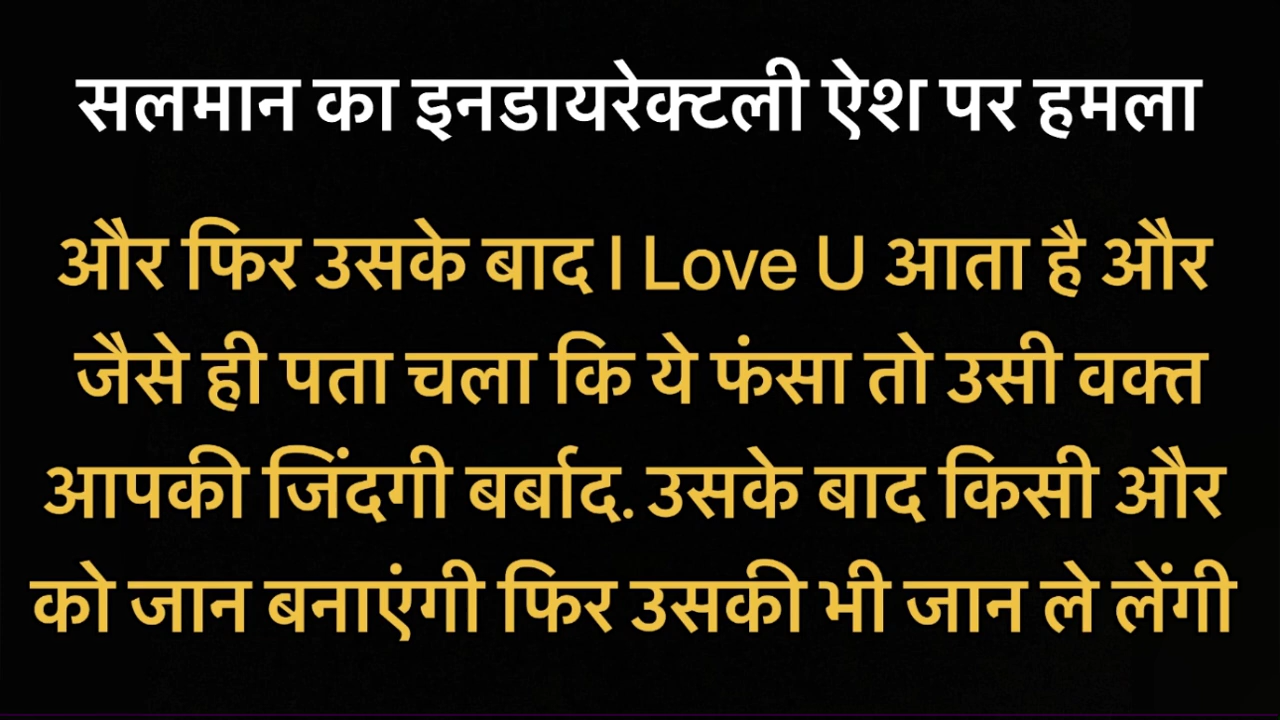 सलमान का इनडायरेक्टली ऐश पर हमला
और फिर उसके बाद I Love U आता है और
जैसे ही पता चला कि ये फंसा तो उसी वक्त
आपकी जिंदगी बर्बाद. उसके बाद किसी और
को जान बनाएंगी फिर उसकी भी जान ले लेंगी